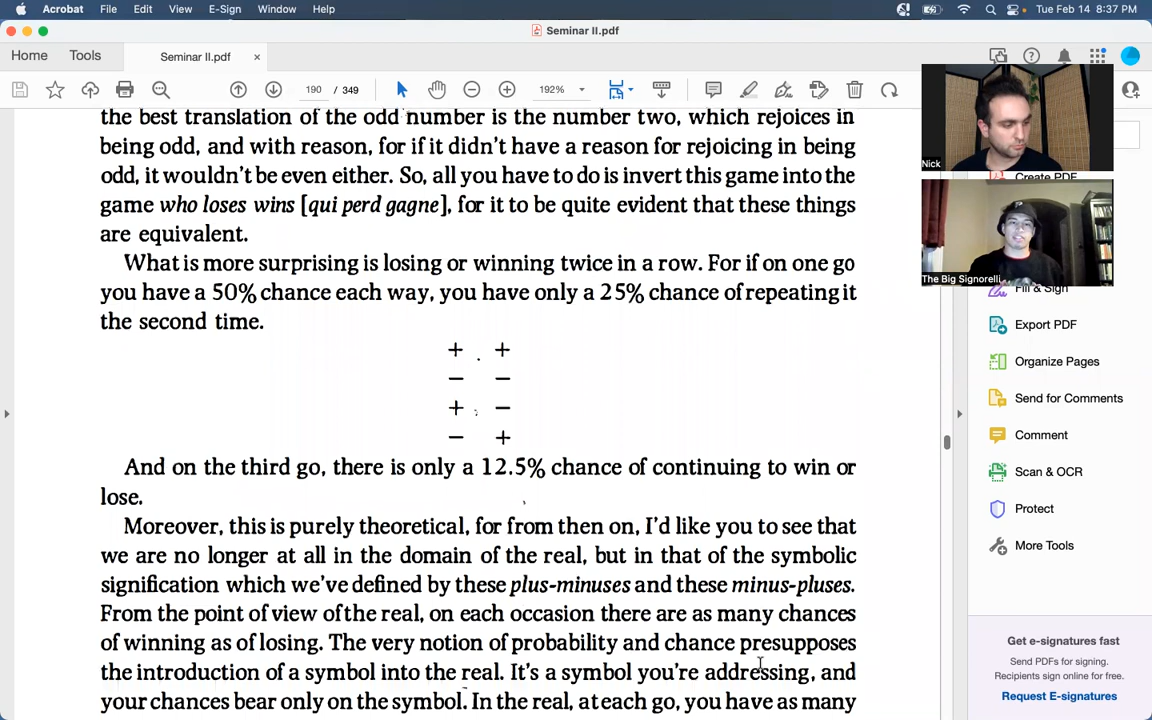 Acrobat File Edit View E-Sign Window Help Tue Feb 14 8:37 PM
Seminar II.pdf
Home Tools Seminar II.pdf ×
190 / 349 192%
the best translation of the odd number is the number two, which rejoices in
being odd, and with reason, for if it didn't have a reason for rejoicing in being
odd, it wouldn't be even either. So, all you have to do is invert this game into the
game who loses wins [qui perd gagne], for it to be quite evident that these things
are equivalent.
What is more surprising is losing or winning twice in a row. For if on one go
you have a 50% chance each way, you have only a 25% chance of repeating it
the second time.
+ +
− −
+ −
− +
And on the third go, there is only a 12.5% chance of continuing to win or
lose.
Moreover, this is purely theoretical, for from then on, I'd like you to see that
we are no longer at all in the domain of the real, but in that of the symbolic
signification which we've defined by these plus-minuses and these minus-pluses.
From the point of view of the real, on each occasion there are as many chances
of winning as of losing. The very notion of probability and chance presupposes
the introduction of a symbol into the real. It's a symbol you're addressing, and
your chances bear only on the symbol. In the real, at each go, you have as many
Nick
Create PDF
The Big Signorelli
Fill & Sign
Export PDF
Organize Pages
Send for Comments
Comment
Scan & OCR
Protect
More Tools
Get e-signatures fast
Send PDFs for signing.
Recipients sign online for free.
Request E-signatures